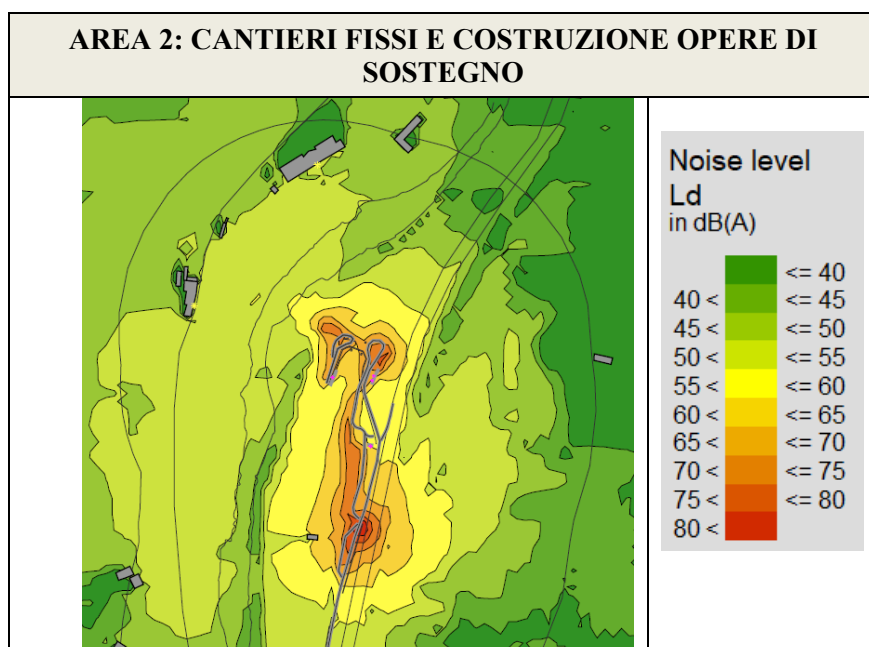 AREA 2: CANTIERI FISSI E COSTRUZIONE OPERE DI
SOSTEGNO
Noise level
Ld
in dB(A)
<= 40
40 < <= 45
45 < <= 50
50 < <= 55
55 < <= 60
60 < <= 65
65 < <= 70
70 < <= 75
75 < <= 80
80 <